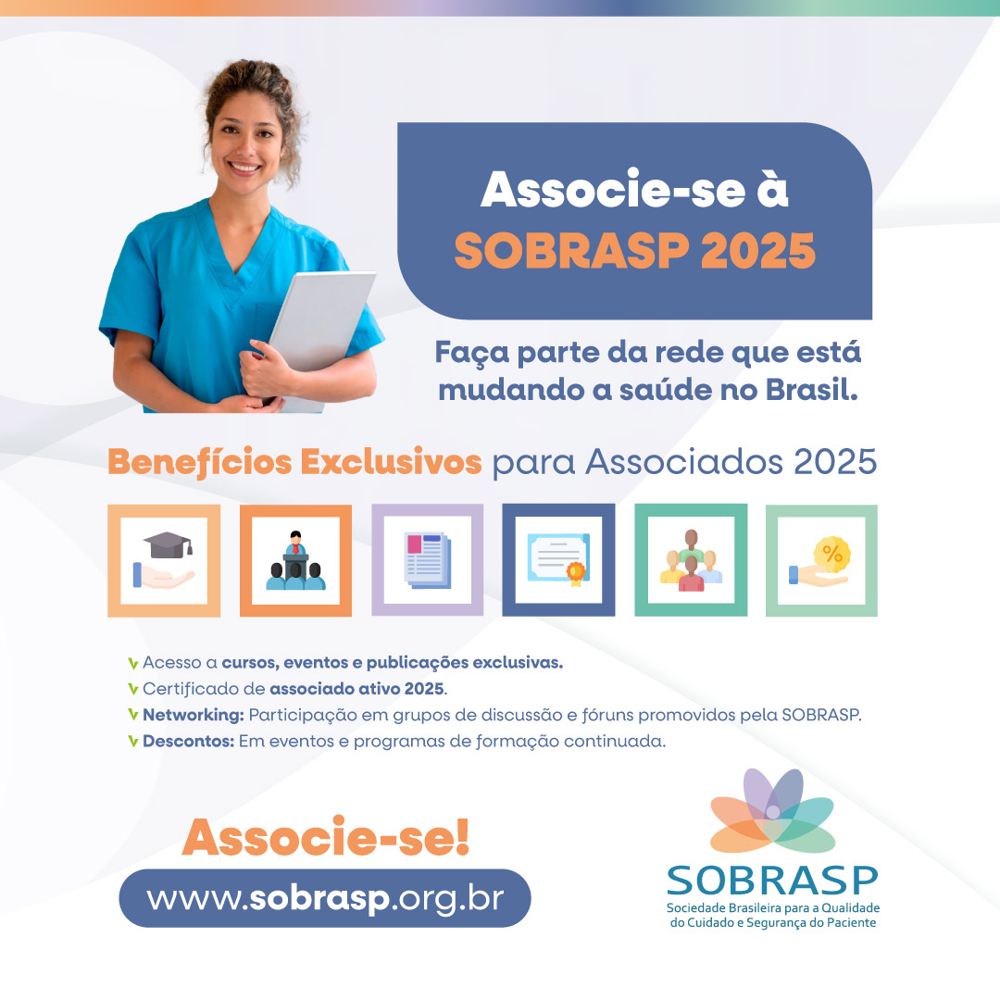 Associe-se à
SOBRASP 2025
Faça parte da rede que está
mudando a saúde no Brasil.
Benefícios Exclusivos para Associados 2025
%
Acesso a cursos, eventos e publicações exclusivas.
Certificado de associado ativo 2025.
Networking: Participação em grupos de discussão e fóruns promovidos pela SOBRASP.
Descontos: Em eventos e programas de formação continuada.
Associe-se!
www.sobrasp.org.br
SOBRASP
Sociedade Brasileira para a Qualidade
do Cuidado e Segurança do Paciente